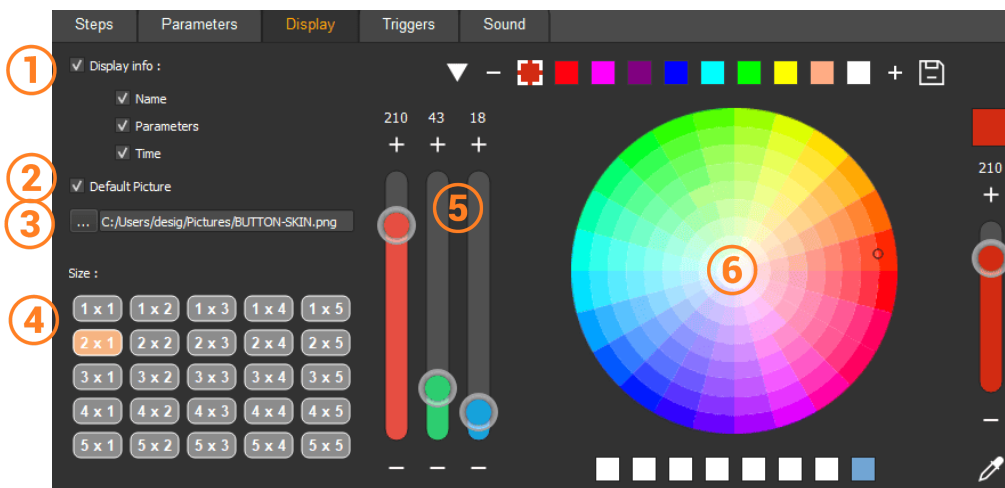 Steps Parameters Display Triggers Sound
1 Display info :
Name
Parameters
Time
2 Default Picture
3 ... C:/Users/desig/Pictures/BUTTON-SKIN.png
Size :
4
1 x 1 1 x 2 1 x 3 1 x 4 1 x 5
2 x 1 2 x 2 2 x 3 2 x 4 2 x 5
3 x 1 3 x 2 3 x 3 3 x 4 3 x 5
4 x 1 4 x 2 4 x 3 4 x 4 4 x 5
5 x 1 5 x 2 5 x 3 5 x 4 5 x 5
− +
210 43 18
+ + +
5
− − −
6
210
+
−